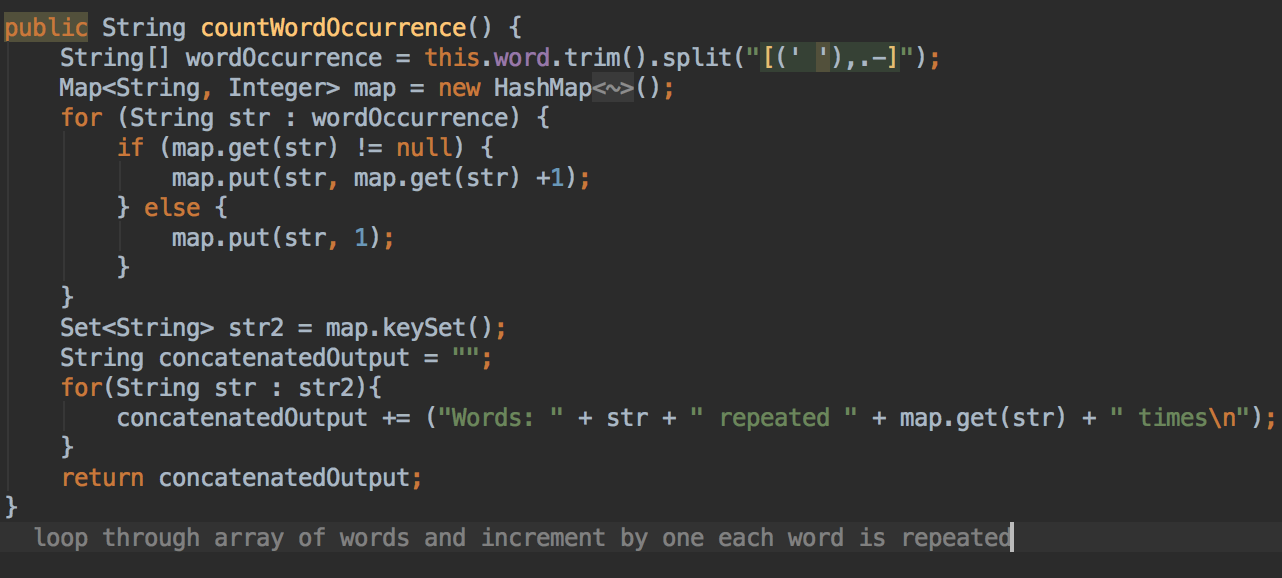 public String countWordOccurrence() {
    String[] wordOccurrence = this.word.trim().split("[(' '),.-]");
    Map<String, Integer> map = new HashMap<~>();
    for (String str : wordOccurrence) {
        if (map.get(str) != null) {
            map.put(str, map.get(str) +1);
        } else {
            map.put(str, 1);
        }
    }
    Set<String> str2 = map.keySet();
    String concatenatedOutput = "";
    for(String str : str2){
        concatenatedOutput += ("Words: " + str + " repeated " + map.get(str) + " times\n");
    }
    return concatenatedOutput;
}
  loop through array of words and increment by one each word is repeated